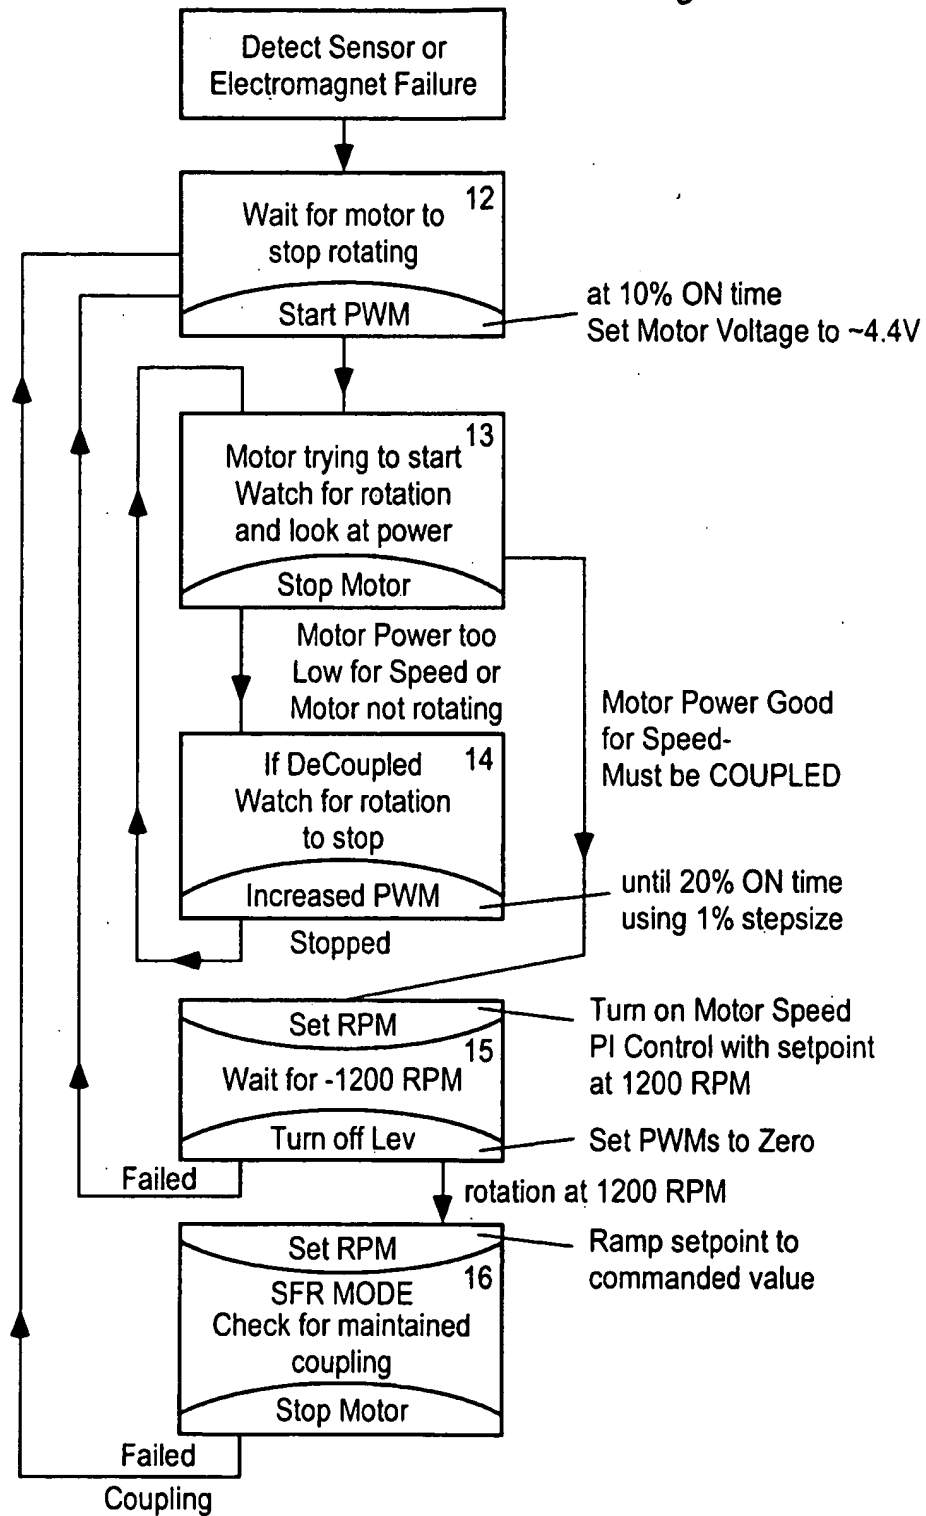 Detect Sensor or
Electromagnet Failure
12
Wait for motor to
stop rotating
Start PWM
at 10% ON time
Set Motor Voltage to ~4.4V
13
Motor trying to start
Watch for rotation
and look at power
Stop Motor
Motor Power too
Low for Speed or
Motor not rotating
Motor Power Good
for Speed-
Must be COUPLED
If DeCoupled 14
Watch for rotation
to stop
Increased PWM
until 20% ON time
using 1% stepsize
Stopped
Set RPM
Turn on Motor Speed
PI Control with setpoint
at 1200 RPM
15
Wait for -1200 RPM
Turn off Lev
Set PWMs to Zero
Failed
rotation at 1200 RPM
Set RPM
Ramp setpoint to
commanded value
16
SFR MODE
Check for maintained
coupling
Stop Motor
Failed
Coupling